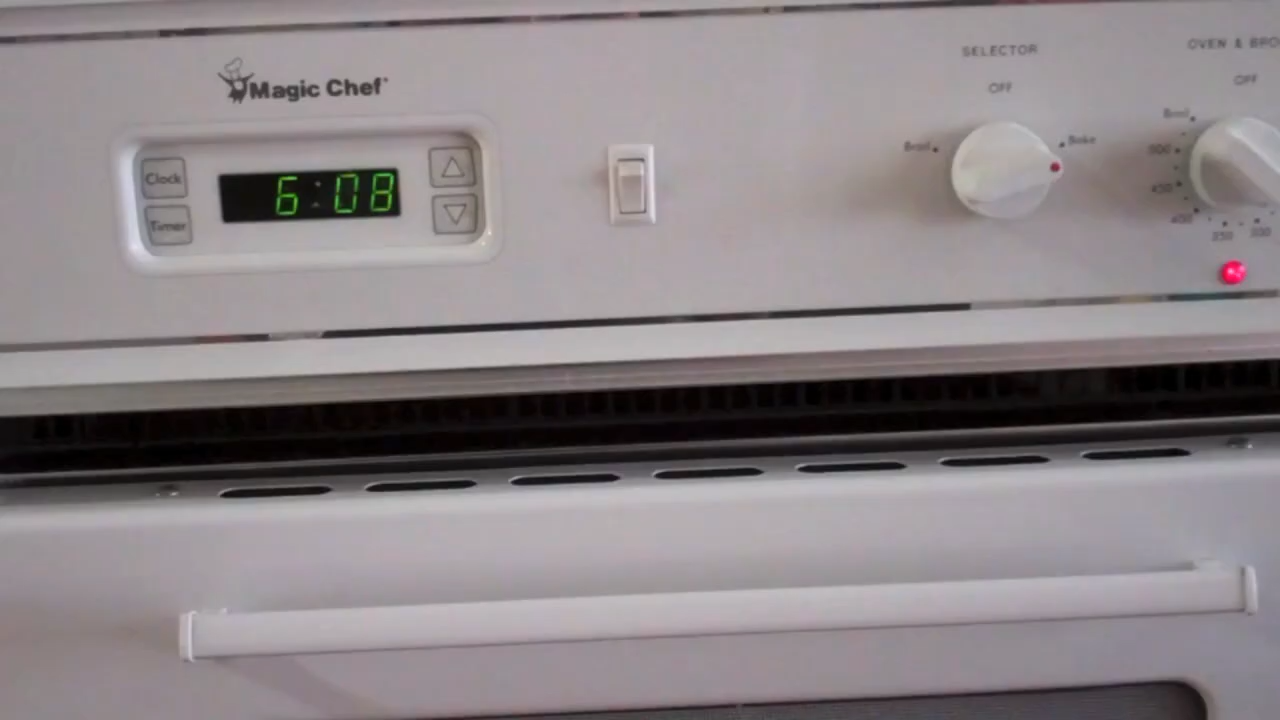 Magic Chef
Clock
Timer
6:08
SELECTOR
OFF
Broil
Bake
OVEN & BRO
OFF
Broil
500
450
400
350
300